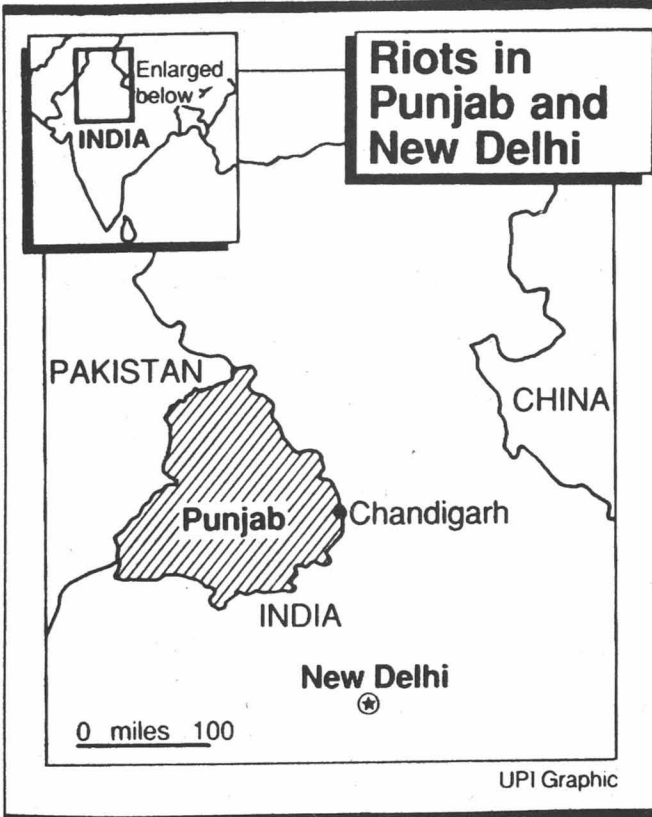 Riots in
Punjab and
New Delhi
Enlarged
below
INDIA
PAKISTAN
CHINA
Punjab
Chandigarh
INDIA
New Delhi
0 miles 100
UPI Graphic